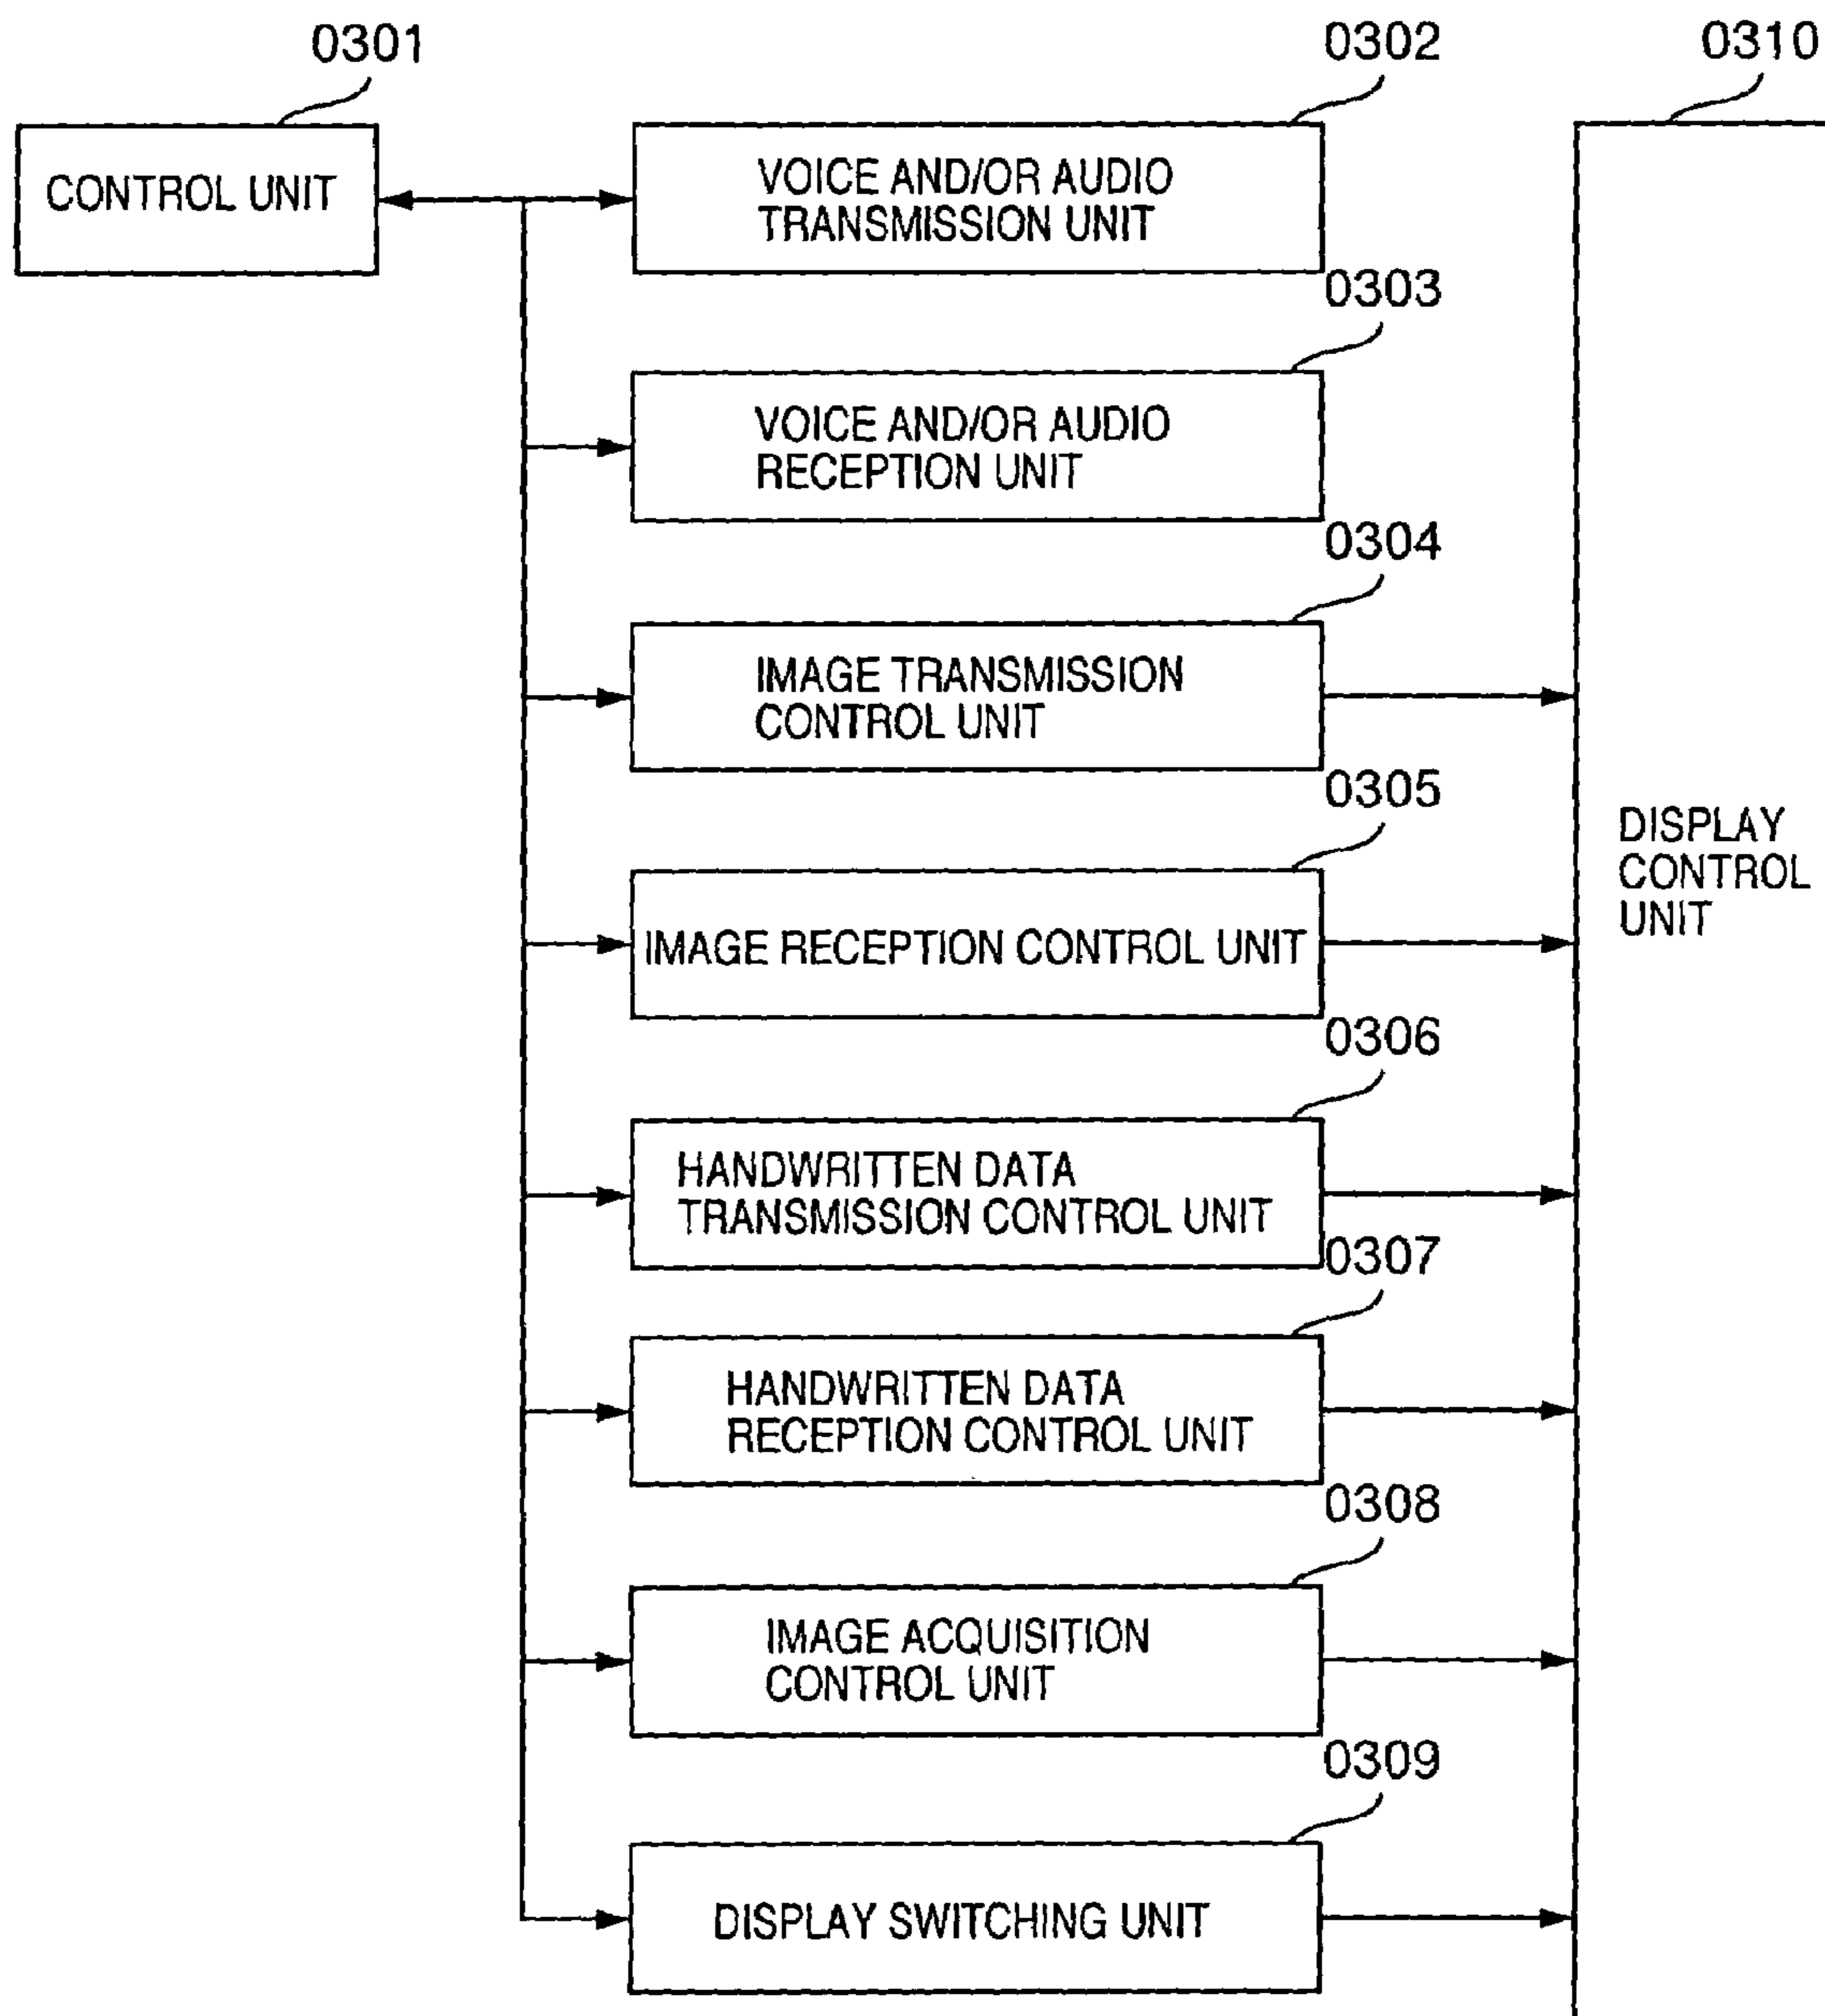 0301
0302
0310
CONTROL UNIT
VOICE AND/OR AUDIO
TRANSMISSION UNIT
0303
VOICE AND/OR AUDIO
RECEPTION UNIT
0304
IMAGE TRANSMISSION
CONTROL UNIT
0305
DISPLAY
CONTROL
UNIT
IMAGE RECEPTION CONTROL UNIT
0306
HANDWRITTEN DATA
TRANSMISSION CONTROL UNIT
0307
HANDWRITTEN DATA
RECEPTION CONTROL UNIT
0308
IMAGE ACQUISITION
CONTROL UNIT
0309
DISPLAY SWITCHING UNIT